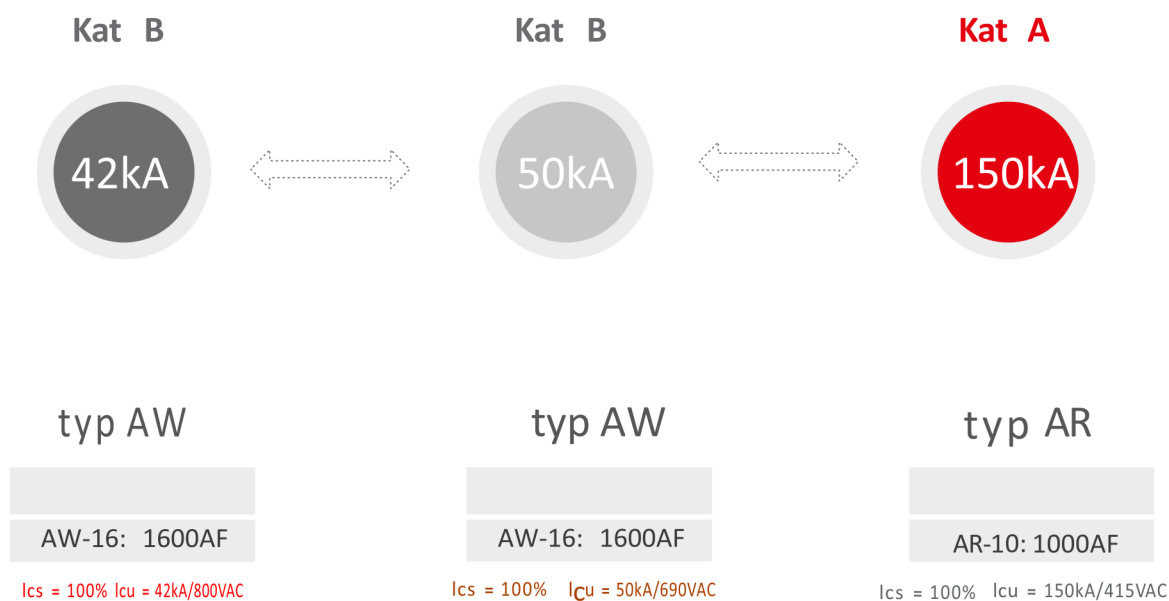 Kat B
Kat B
Kat A
42kA
50kA
150kA
typ AW
typ AW
typ AR
AW-16: 1600AF
AW-16: 1600AF
AR-10: 1000AF
Ics = 100% Icu = 42kA/800VAC
Ics = 100% Icu = 50kA/690VAC
Ics = 100% Icu = 150kA/415VAC